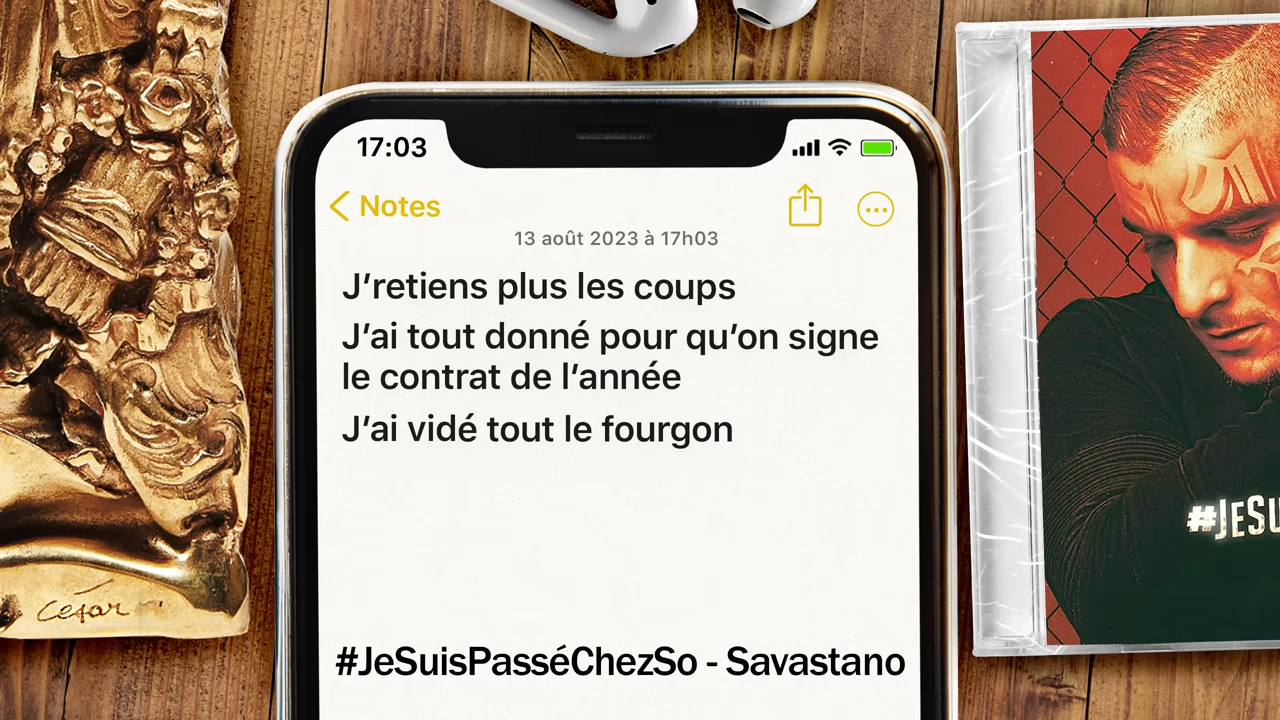 17:03
Notes
13 août 2023 à 17h03
J'retiens plus les coups
J'ai tout donné pour qu'on signe
le contrat de l'année
J'ai vidé tout le fourgon
#JeSuisPasséChezSo - Savastano
César
#JESU